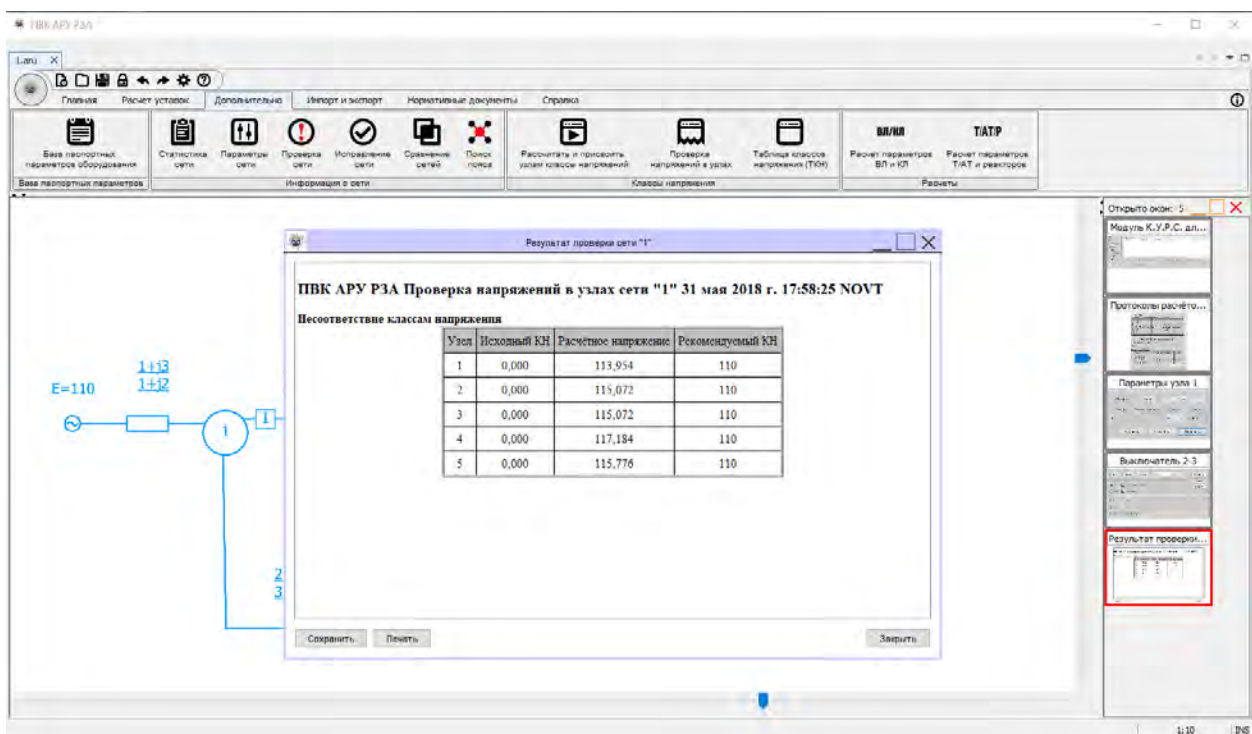 ПВК АРУ РЗА
Laru X
Главная Расчет уставок Дополнительно Импорт и экспорт Нормативные документы Справка
ВЛ/КЛ Т/АТ/Р
База паспортных параметров оборудования
Статистика сети
Параметры сети
Проверка сети
Исправление сети
Сравнение сетей
Поиск пояса
Рассчитать и присвоить узлам классы напряжений
Проверка напряжений в узлах
Таблица классов напряжения (ТКН)
Расчет параметров ВЛ и КЛ
Расчет параметров Т/АТ и реакторов
База паспортных параметров Информация о сети Классы напряжения Расчеты
Открыто окон: 5
Модуль К.У.Р.С. дл...
Протоколы расчёто...
Параметры узла 1
Выключатель 2-3
Результат проверки...
Результат проверки сети "1"
ПВК АРУ РЗА Проверка напряжений в узлах сети "1" 31 мая 2018 г. 17:58:25 NOVT
Несоответствие классам напряжения
Узел Исходный КН Расчётное напряжение Рекомендуемый КН
1 0,000 113,954 110
2 0,000 115,072 110
3 0,000 115,072 110
4 0,000 117,184 110
5 0,000 115,776 110
Сохранить Печать Закрыть
1+j3
E=110 1+j2
1 1
2
3
1:10 INS